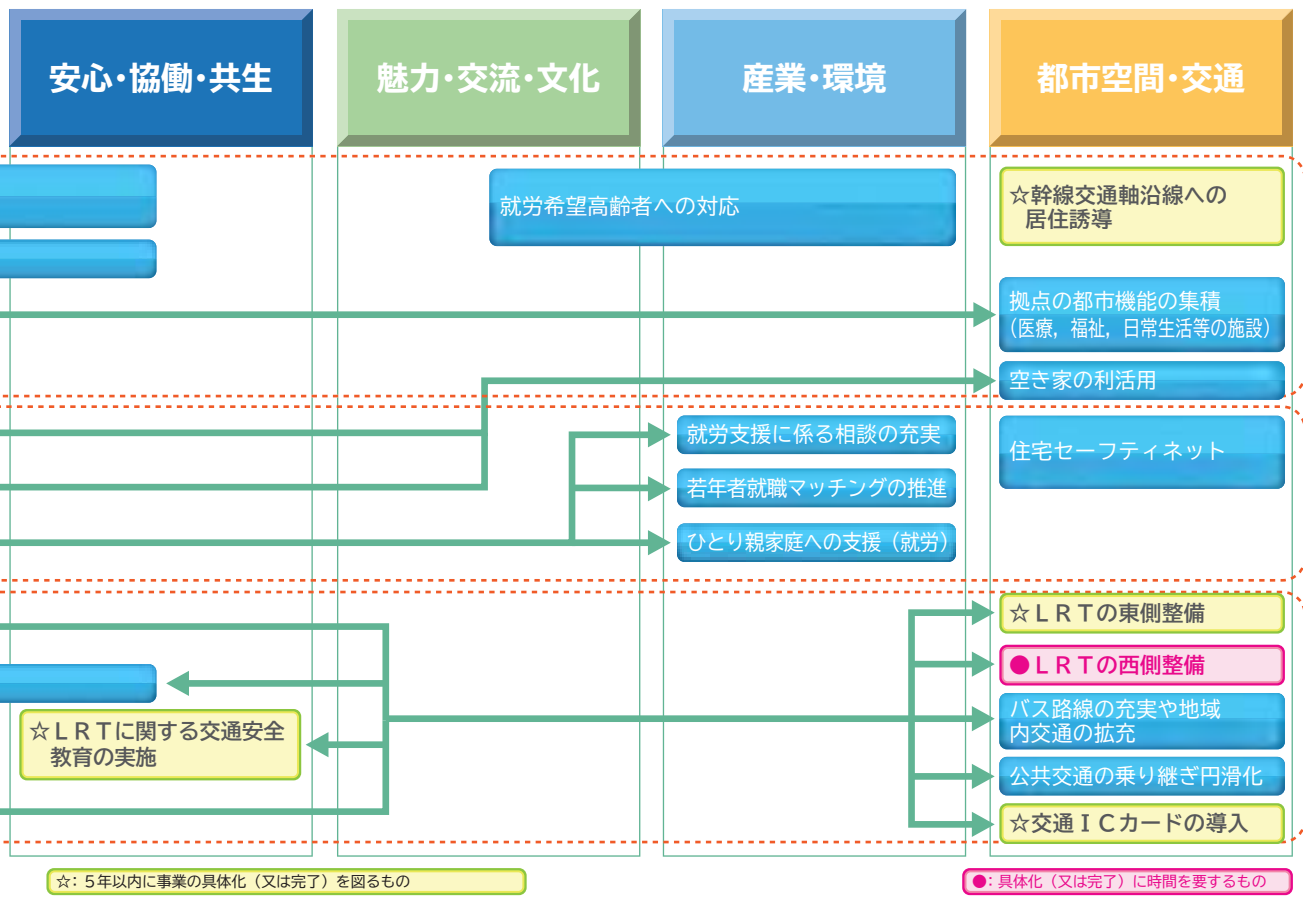 安心・協働・共生
魅力・交流・文化
産業・環境
都市空間・交通
就労希望高齢者への対応
☆幹線交通軸沿線への
居住誘導
拠点の都市機能の集積
（医療，福祉，日常生活等の施設）
空き家の利活用
就労支援に係る相談の充実
若年者就職マッチングの推進
ひとり親家庭への支援（就労）
住宅セーフティネット
☆ＬＲＴの東側整備
●ＬＲＴの西側整備
バス路線の充実や地域
内交通の拡充
公共交通の乗り継ぎ円滑化
☆交通ＩＣカードの導入
☆ＬＲＴに関する交通安全
教育の実施
☆：５年以内に事業の具体化（又は完了）を図るもの
●：具体化（又は完了）に時間を要するもの